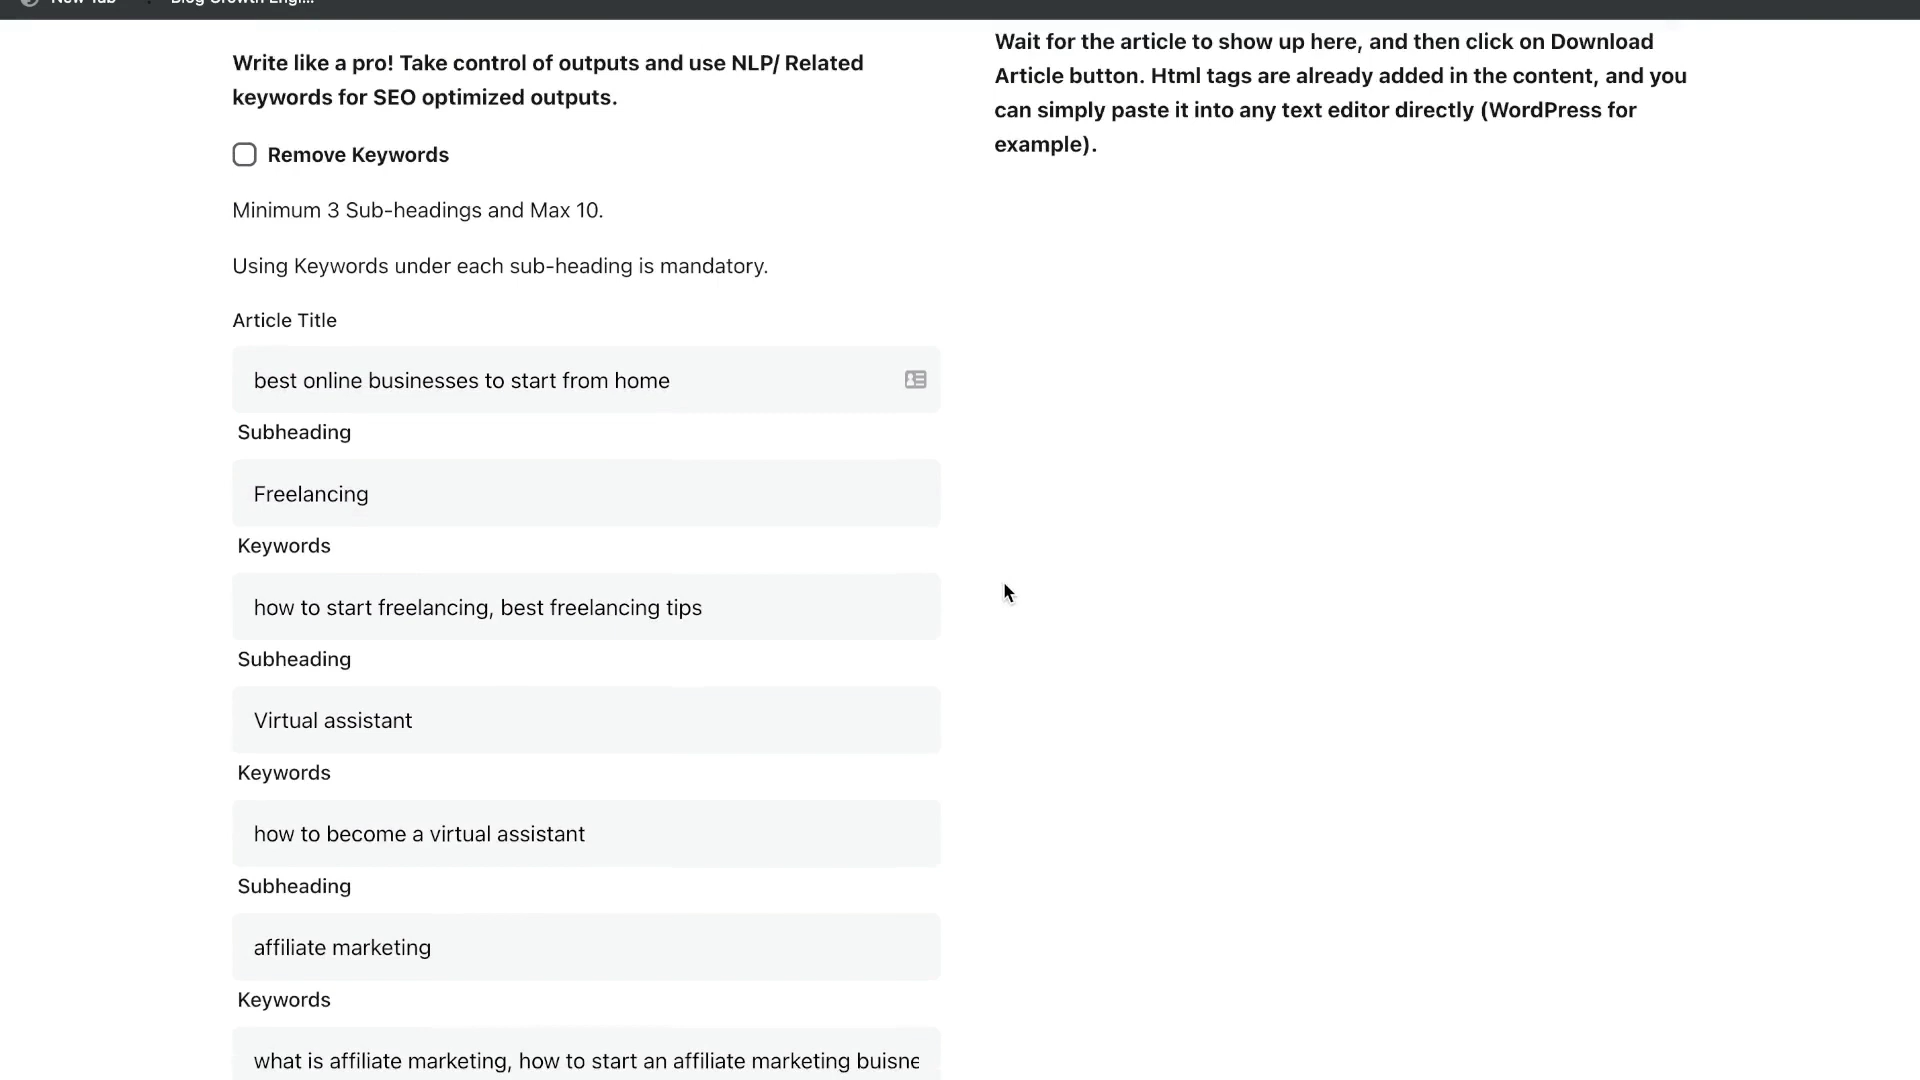 New Tab
Blog Growth Engi...
Write like a pro! Take control of outputs and use NLP/ Related
keywords for SEO optimized outputs.
Remove Keywords
Minimum 3 Sub-headings and Max 10.
Using Keywords under each sub-heading is mandatory.
Article Title
best online businesses to start from home
Subheading
Freelancing
Keywords
how to start freelancing, best freelancing tips
Subheading
Virtual assistant
Keywords
how to become a virtual assistant
Subheading
affiliate marketing
Keywords
what is affiliate marketing, how to start an affiliate marketing buisne
Wait for the article to show up here, and then click on Download
Article button. Html tags are already added in the content, and you
can simply paste it into any text editor directly (WordPress for
example).